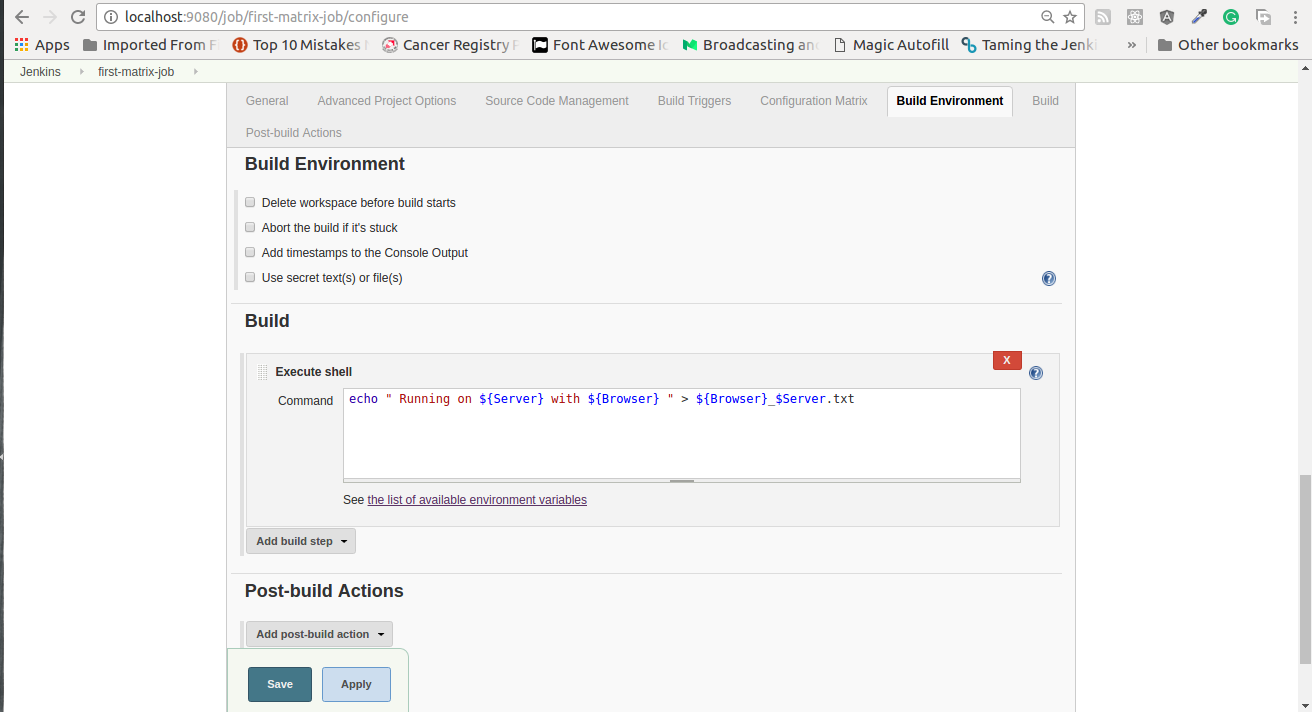 localhost:9080/job/first-matrix-job/configure
Apps Imported From Top 10 Mistakes Cancer Registry Font Awesome Broadcasting an Magic Autofill Taming the Jenk » Other bookmarks
Jenkins first-matrix-job
General Advanced Project Options Source Code Management Build Triggers Configuration Matrix Build Environment Build
Post-build Actions
Build Environment
Delete workspace before build starts
Abort the build if it's stuck
Add timestamps to the Console Output
Use secret text(s) or file(s)
?
Build
X
Execute shell
?
Command echo " Running on ${Server} with ${Browser} " > ${Browser}_$Server.txt
See the list of available environment variables
Add build step
Post-build Actions
Add post-build action
Save Apply